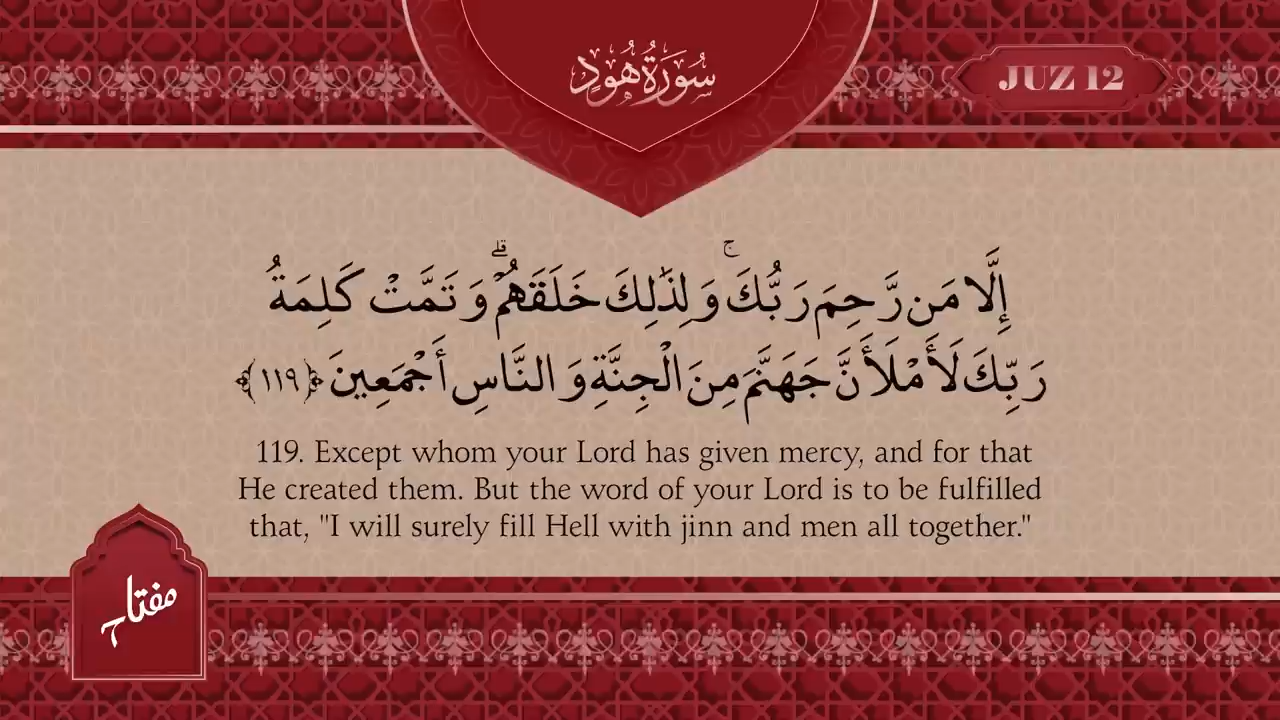 سُورَةُ هُودٍ
JUZ 12
إِلَّا مَن رَّحِمَ رَبُّكَ ۚ وَلِذَٰلِكَ خَلَقَهُمْ ۗ وَتَمَّتْ كَلِمَةُ
رَبِّكَ لَأَمْلَأَنَّ جَهَنَّمَ مِنَ الْجِنَّةِ وَالنَّاسِ أَجْمَعِينَ ﴿١١٩﴾
119. Except whom your Lord has given mercy, and for that
He created them. But the word of your Lord is to be fulfilled
that, "I will surely fill Hell with jinn and men all together."
مفتاح